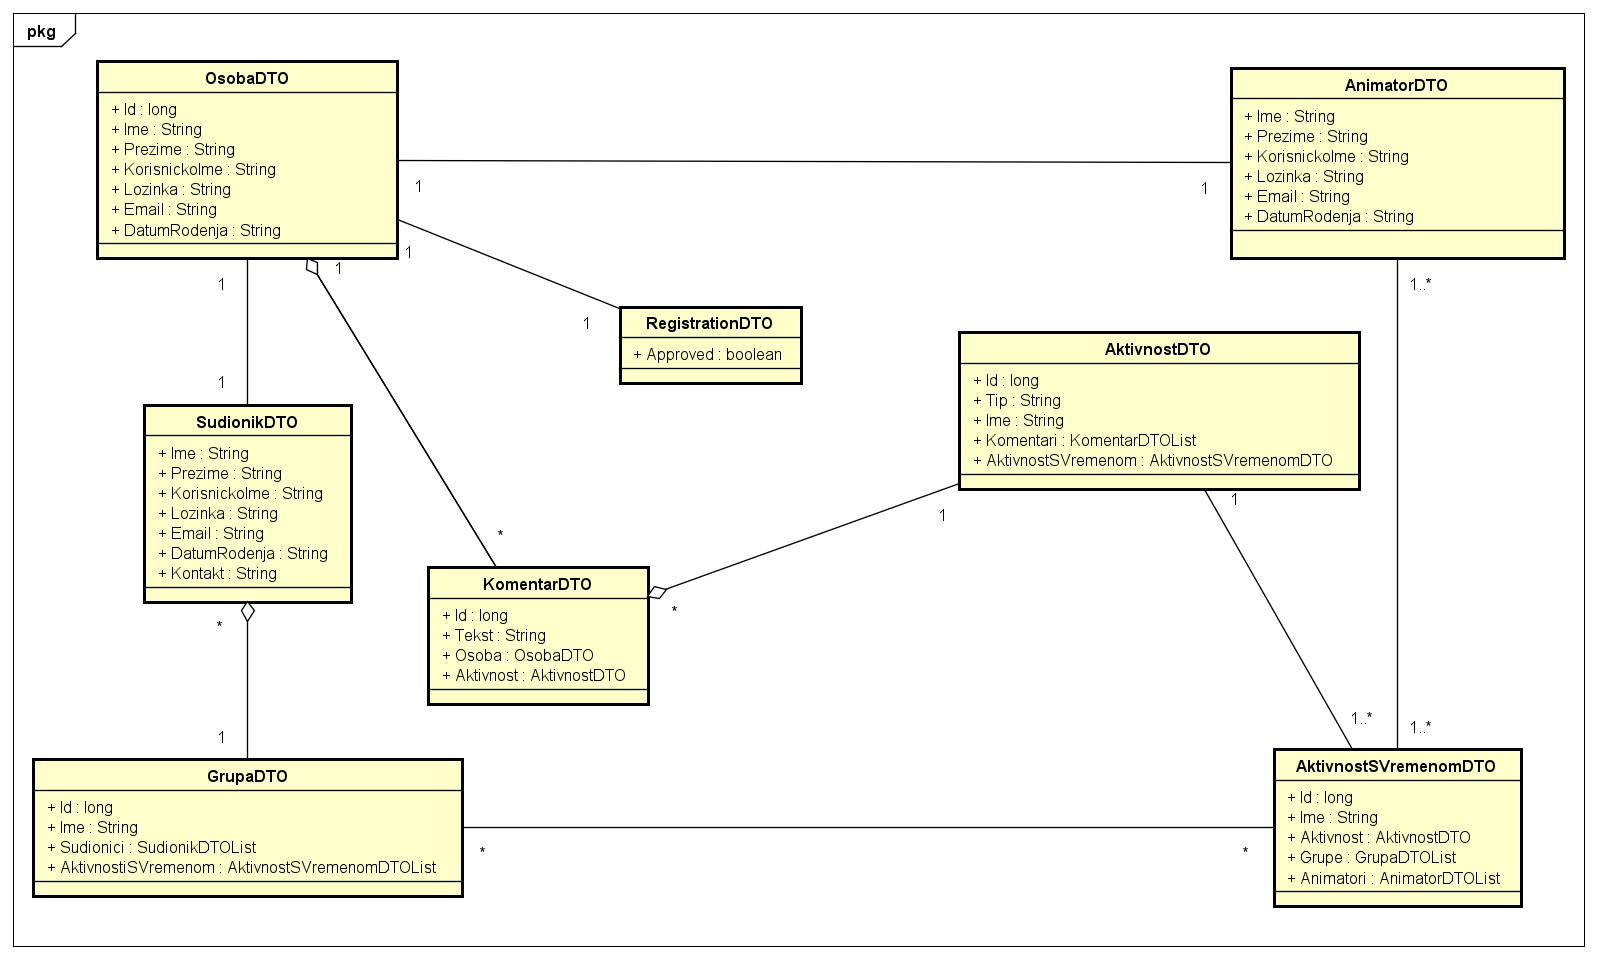 pkg
OsobaDTO
+ Id : long
+ Ime : String
+ Prezime : String
+ KorisnickoIme : String
+ Lozinka : String
+ Email : String
+ DatumRodenja : String
AnimatorDTO
+ Ime : String
+ Prezime : String
+ KorisnickoIme : String
+ Lozinka : String
+ Email : String
+ DatumRodenja : String
1
1
1
1
1
1
1
1..*
RegistrationDTO
+ Approved : boolean
AktivnostDTO
+ Id : long
+ Tip : String
+ Ime : String
+ Komentari : KomentarDTOList
+ AktivnostSVremenom : AktivnostSVremenomDTO
SudionikDTO
+ Ime : String
+ Prezime : String
+ KorisnickoIme : String
+ Lozinka : String
+ Email : String
+ DatumRodenja : String
+ Kontakt : String
*
1
1
KomentarDTO
+ Id : long
+ Tekst : String
+ Osoba : OsobaDTO
+ Aktivnost : AktivnostDTO
*
*
1
1..*
1..*
GrupaDTO
+ Id : long
+ Ime : String
+ Sudionici : SudionikDTOList
+ AktivnostiSVremenom : AktivnostSVremenomDTOList
*
*
AktivnostSVremenomDTO
+ Id : long
+ Ime : String
+ Aktivnost : AktivnostDTO
+ Grupe : GrupaDTOList
+ Animatori : AnimatorDTOList